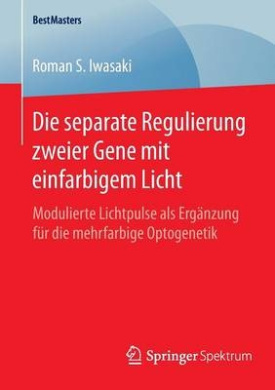 BestMasters
Roman S. Iwasaki
Die separate Regulierung
zweier Gene mit
einfarbigem Licht
Modulierte Lichtpulse als Ergänzung
für die mehrfarbige Optogenetik
Springer Spektrum